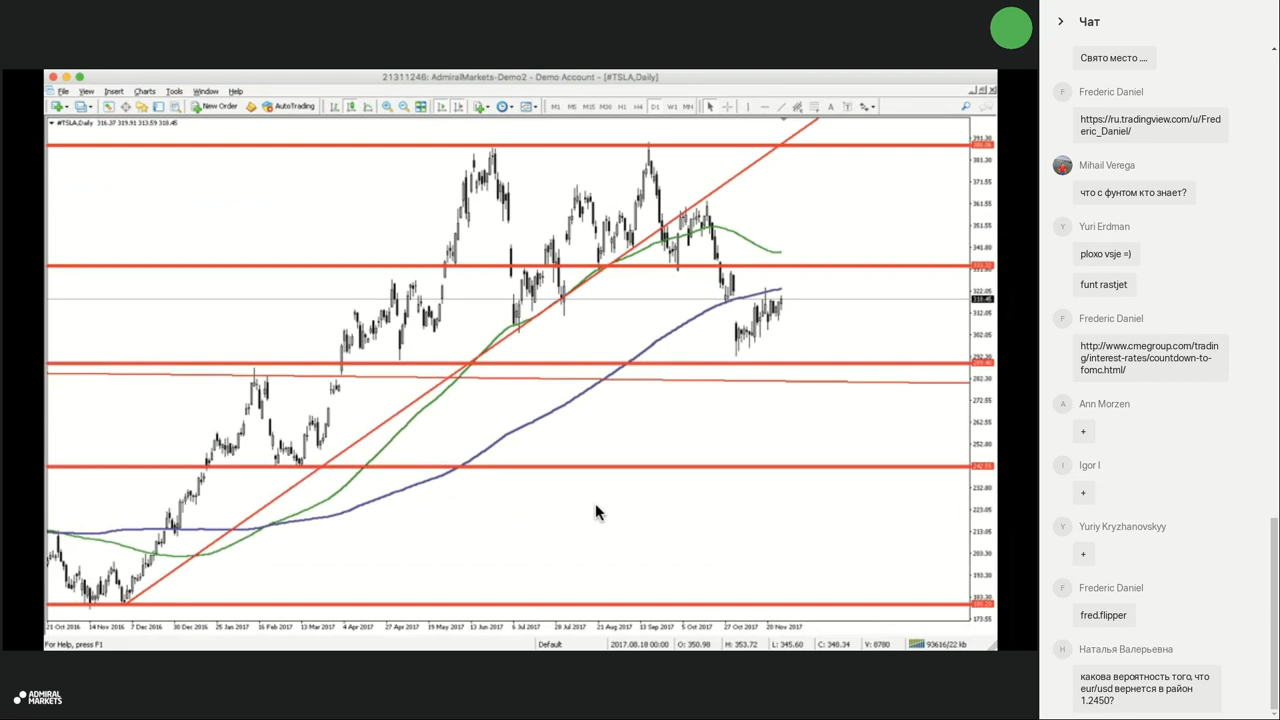 21311246: AdmiralMarkets-Demo2 - Demo Account - [#TSLA,Daily]
File View Insert Charts Tools Window Help
New Order AutoTrading M1 M5 M15 M30 H1 H4 D1 W1 MN
#TSLA,Daily 316.37 319.91 313.59 318.45
391.30
381.30
371.55
361.55
351.55
341.80
322.05
318.45
312.05
302.05
292.30
282.30
272.55
262.55
252.80
242.55
232.80
223.05
213.05
203.30
193.30
183.30
173.55
21 Oct 2016 14 Nov 2016 7 Dec 2016 30 Dec 2016 25 Jan 2017 16 Feb 2017 13 Mar 2017 4 Apr 2017 27 Apr 2017 19 May 2017 13 Jun 2017 6 Jul 2017 28 Jul 2017 21 Aug 2017 13 Sep 2017 5 Oct 2017 27 Oct 2017 20 Nov 2017
For Help, press F1 Default 2017.08.18 00:00 O: 350.98 H: 353.72 L: 345.60 C: 348.34 V: 8780 93616/22 kb
ADMIRAL
MARKETS
Чат
Свято место ....
F Frederic Daniel
https://ru.tradingview.com/u/Fred
eric_Daniel/
Mihail Verega
что с фунтом кто знает?
Y Yuri Erdman
ploxo vsje =)
funt rastjet
F Frederic Daniel
http://www.cmegroup.com/tradin
g/interest-rates/countdown-to-
fomc.html/
A Ann Morzen
+
I Igor I
+
Y Yuriy Kryzhanovskyy
+
F Frederic Daniel
fred.flipper
Н Наталья Валерьевна
какова вероятность того, что
eur/usd вернется в район
1.2450?